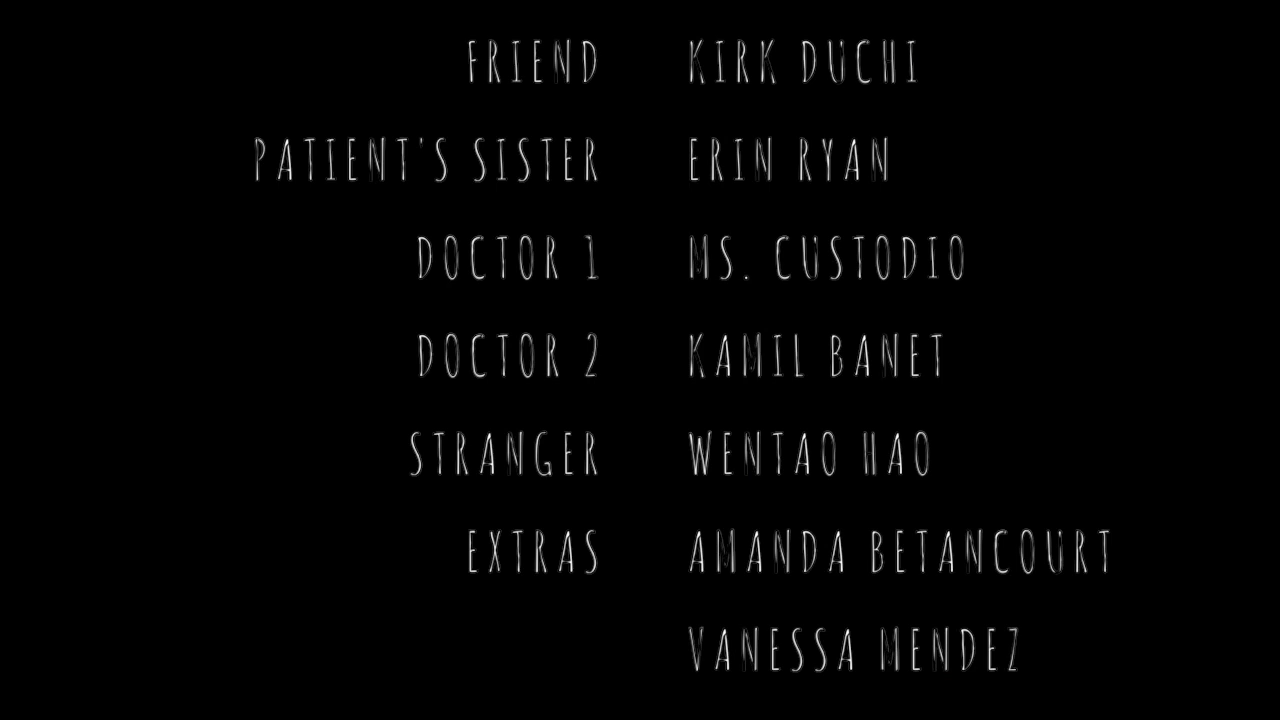 FRIEND KIRK DUCHI
PATIENT'S SISTER ERIN RYAN
DOCTOR 1 MS. CUSTODIO
DOCTOR 2 KAMIL BANET
STRANGER WENTAO HAO
EXTRAS AMANDA BETANCOURT
VANESSA MENDEZ